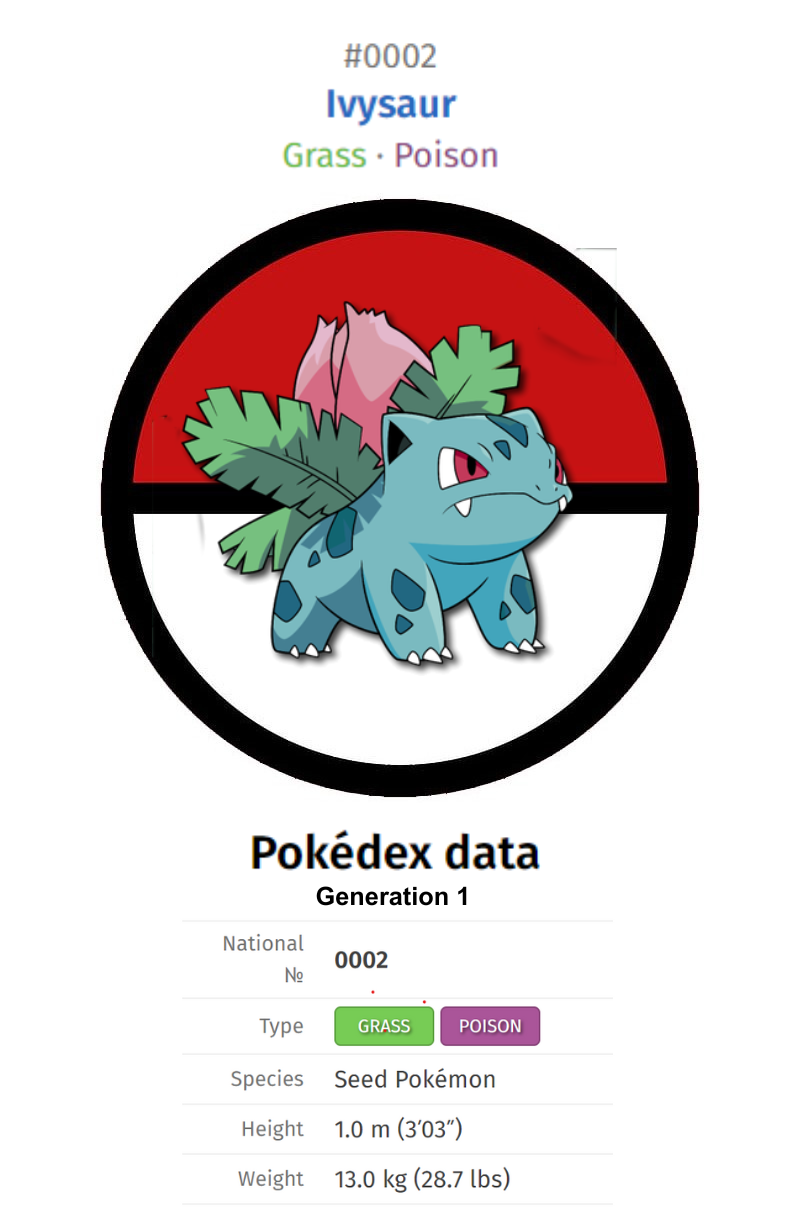 #0002
Ivysaur
Grass · Poison
Pokédex data
Generation 1
National
№
0002
Type GRASS POISON
Species Seed Pokémon
Height 1.0 m (3′03″)
Weight 13.0 kg (28.7 lbs)